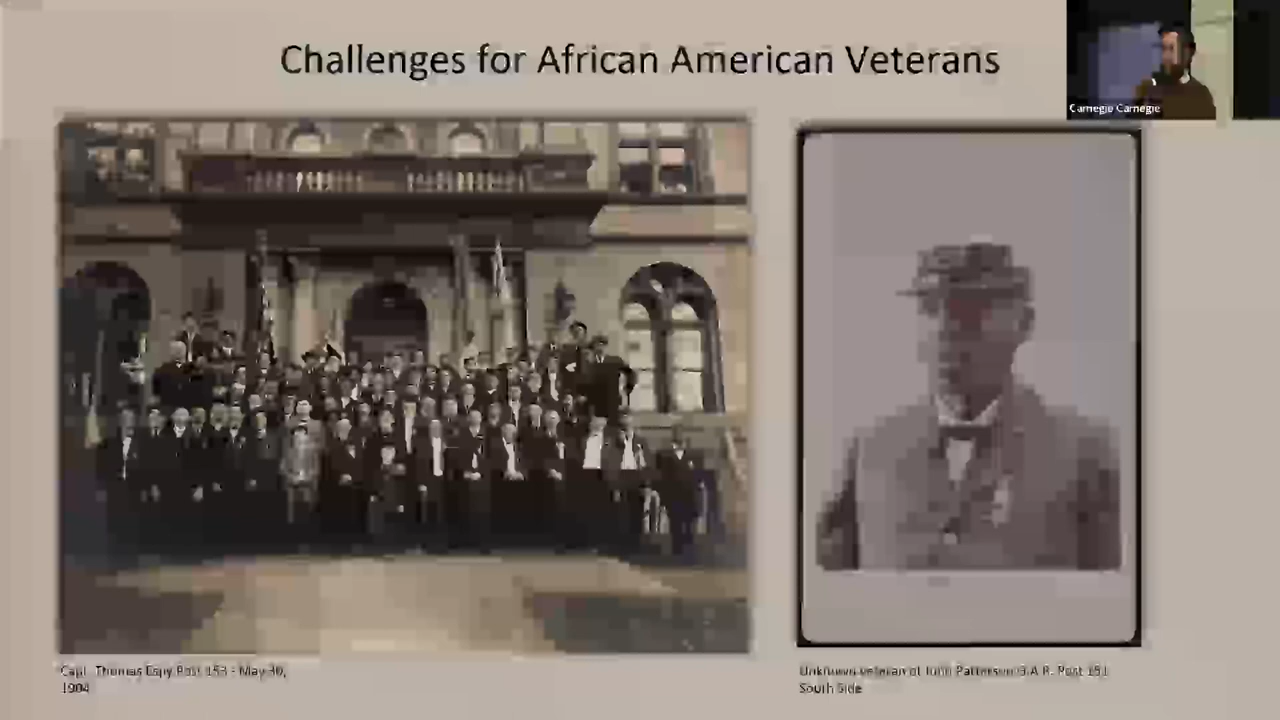 Challenges for African American Veterans
Carnegie Carnegie
Capt. Thomas Espy Post 153 - May 30,
1904
Unknown veteran of John Patterson G.A.R. Post 151
South Side